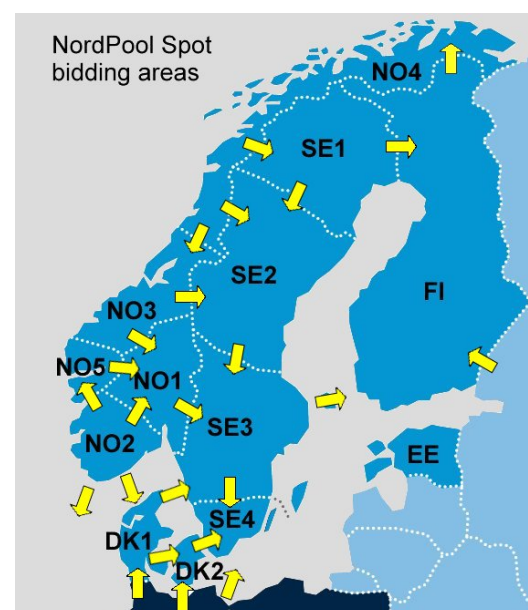 NordPool Spot
bidding areas
NO4
SE1
SE2
FI
NO3
NO5
NO1
NO2
SE3
EE
SE4
DK1
DK2